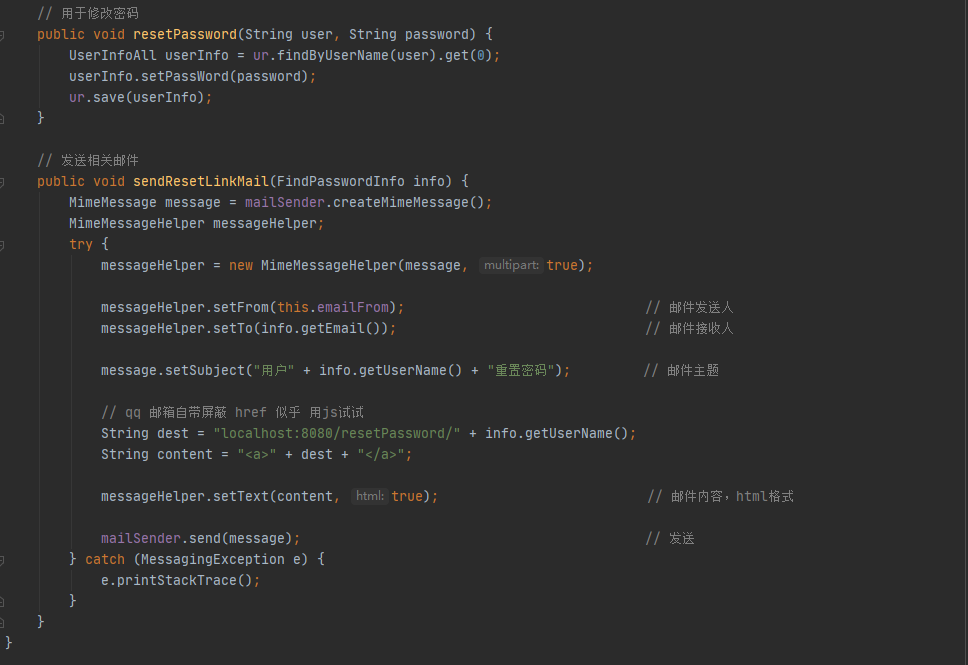 // 用于修改密码
public void resetPassword(String user, String password) {
UserInfoAll userInfo = ur.findByUserName(user).get(0);
userInfo.setPassWord(password);
ur.save(userInfo);
}
// 发送相关邮件
public void sendResetLinkMail(FindPasswordInfo info) {
MimeMessage message = mailSender.createMimeMessage();
MimeMessageHelper messageHelper;
try {
messageHelper = new MimeMessageHelper(message, multipart: true);
messageHelper.setFrom(this.emailFrom); // 邮件发送人
messageHelper.setTo(info.getEmail()); // 邮件接收人
message.setSubject("用户" + info.getUserName() + "重置密码"); // 邮件主题
// qq 邮箱自带屏蔽 href 似乎 用js试试
String dest = "localhost:8080/resetPassword/" + info.getUserName();
String content = "<a>" + dest + "</a>";
messageHelper.setText(content, html: true); // 邮件内容，html格式
mailSender.send(message); // 发送
} catch (MessagingException e) {
e.printStackTrace();
}
}
}